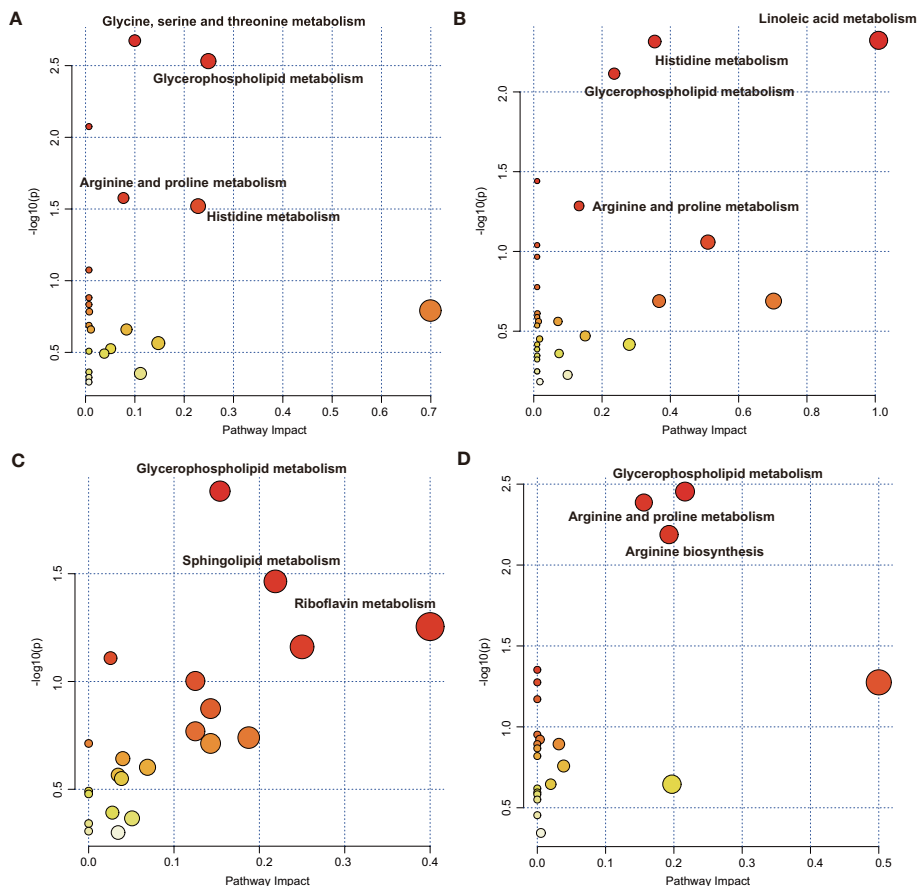 A
Glycine, serine and threonine metabolism
Glycerophospholipid metabolism
Arginine and proline metabolism
Histidine metabolism
-log10(p)
2.5
2.0
1.5
1.0
0.5
0.0 0.1 0.2 0.3 0.4 0.5 0.6 0.7
Pathway Impact
B
Linoleic acid metabolism
Histidine metabolism
Glycerophospholipid metabolism
Arginine and proline metabolism
-log10(p)
2.0
1.5
1.0
0.5
0.0 0.2 0.4 0.6 0.8 1.0
Pathway Impact
C
Glycerophospholipid metabolism
Sphingolipid metabolism
Riboflavin metabolism
-log10(p)
1.5
1.0
0.5
0.0 0.1 0.2 0.3 0.4
Pathway Impact
D
Glycerophospholipid metabolism
Arginine and proline metabolism
Arginine biosynthesis
-log10(p)
2.5
2.0
1.5
1.0
0.5
0.0 0.1 0.2 0.3 0.4 0.5
Pathway Impact